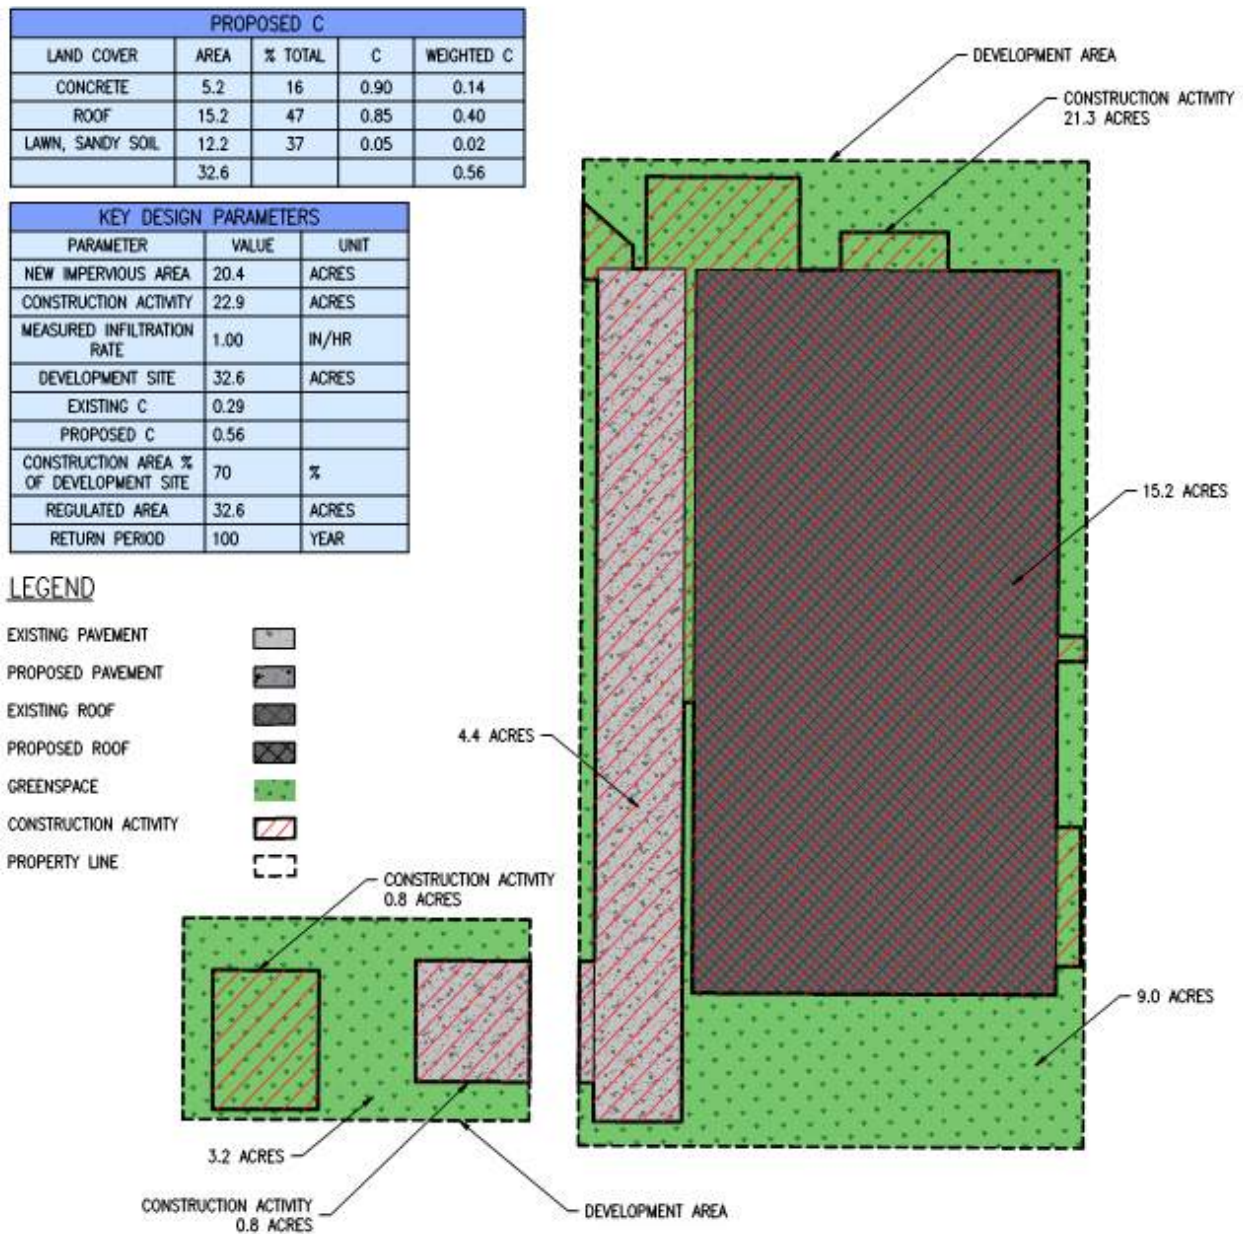 PROPOSED C
LAND COVER AREA % TOTAL C WEIGHTED C
CONCRETE 5.2 16 0.90 0.14
ROOF 15.2 47 0.85 0.40
LAWN, SANDY SOIL 12.2 37 0.05 0.02
32.6 0.56
KEY DESIGN PARAMETERS
PARAMETER VALUE UNIT
NEW IMPERVIOUS AREA 20.4 ACRES
CONSTRUCTION ACTIVITY 22.9 ACRES
MEASURED INFILTRATION
RATE 1.00 IN/HR
DEVELOPMENT SITE 32.6 ACRES
EXISTING C 0.29
PROPOSED C 0.56
CONSTRUCTION AREA %
OF DEVELOPMENT SITE 70 %
REGULATED AREA 32.6 ACRES
RETURN PERIOD 100 YEAR
LEGEND
EXISTING PAVEMENT
PROPOSED PAVEMENT
EXISTING ROOF
PROPOSED ROOF
GREENSPACE
CONSTRUCTION ACTIVITY
PROPERTY LINE
DEVELOPMENT AREA
CONSTRUCTION ACTIVITY
21.3 ACRES
15.2 ACRES
4.4 ACRES
9.0 ACRES
CONSTRUCTION ACTIVITY
0.8 ACRES
3.2 ACRES
CONSTRUCTION ACTIVITY
0.8 ACRES
DEVELOPMENT AREA